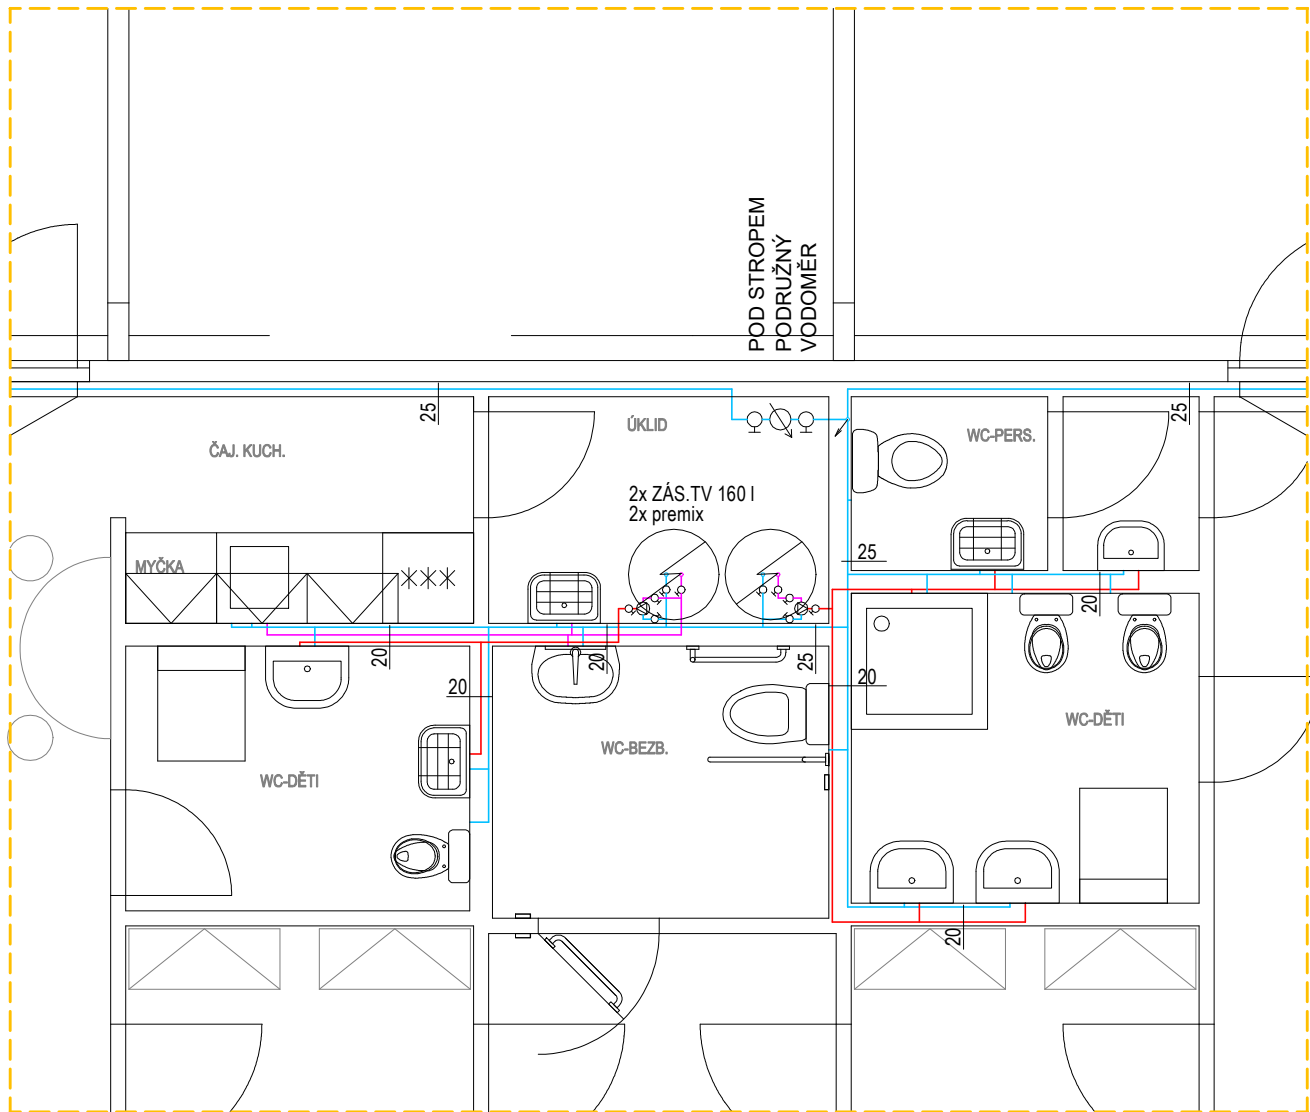 POD STROPEM
PODRUŽNÝ
VODOMĚR
25
25
ČAJ. KUCH.
ÚKLID
WC-PERS.
2x ZÁS.TV 160 l
2x premix
MYČKA
25
20
20
20
25
20
20
WC-DĚTI
WC-BEZB.
WC-DĚTI
20